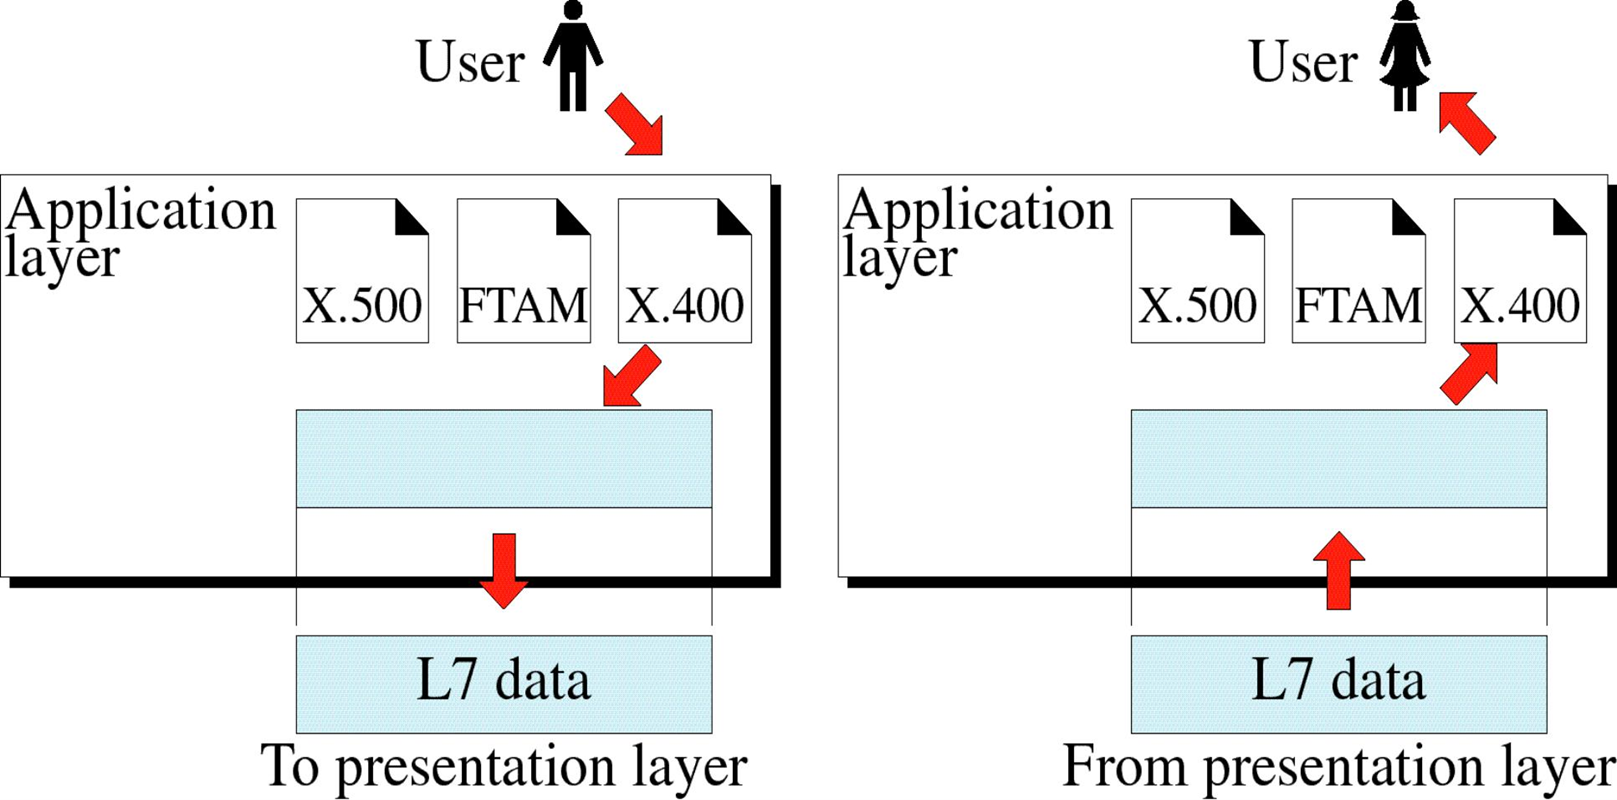 User
Application
layer
X.500 FTAM X.400
L7 data
To presentation layer
User
Application
layer
X.500 FTAM X.400
L7 data
From presentation layer